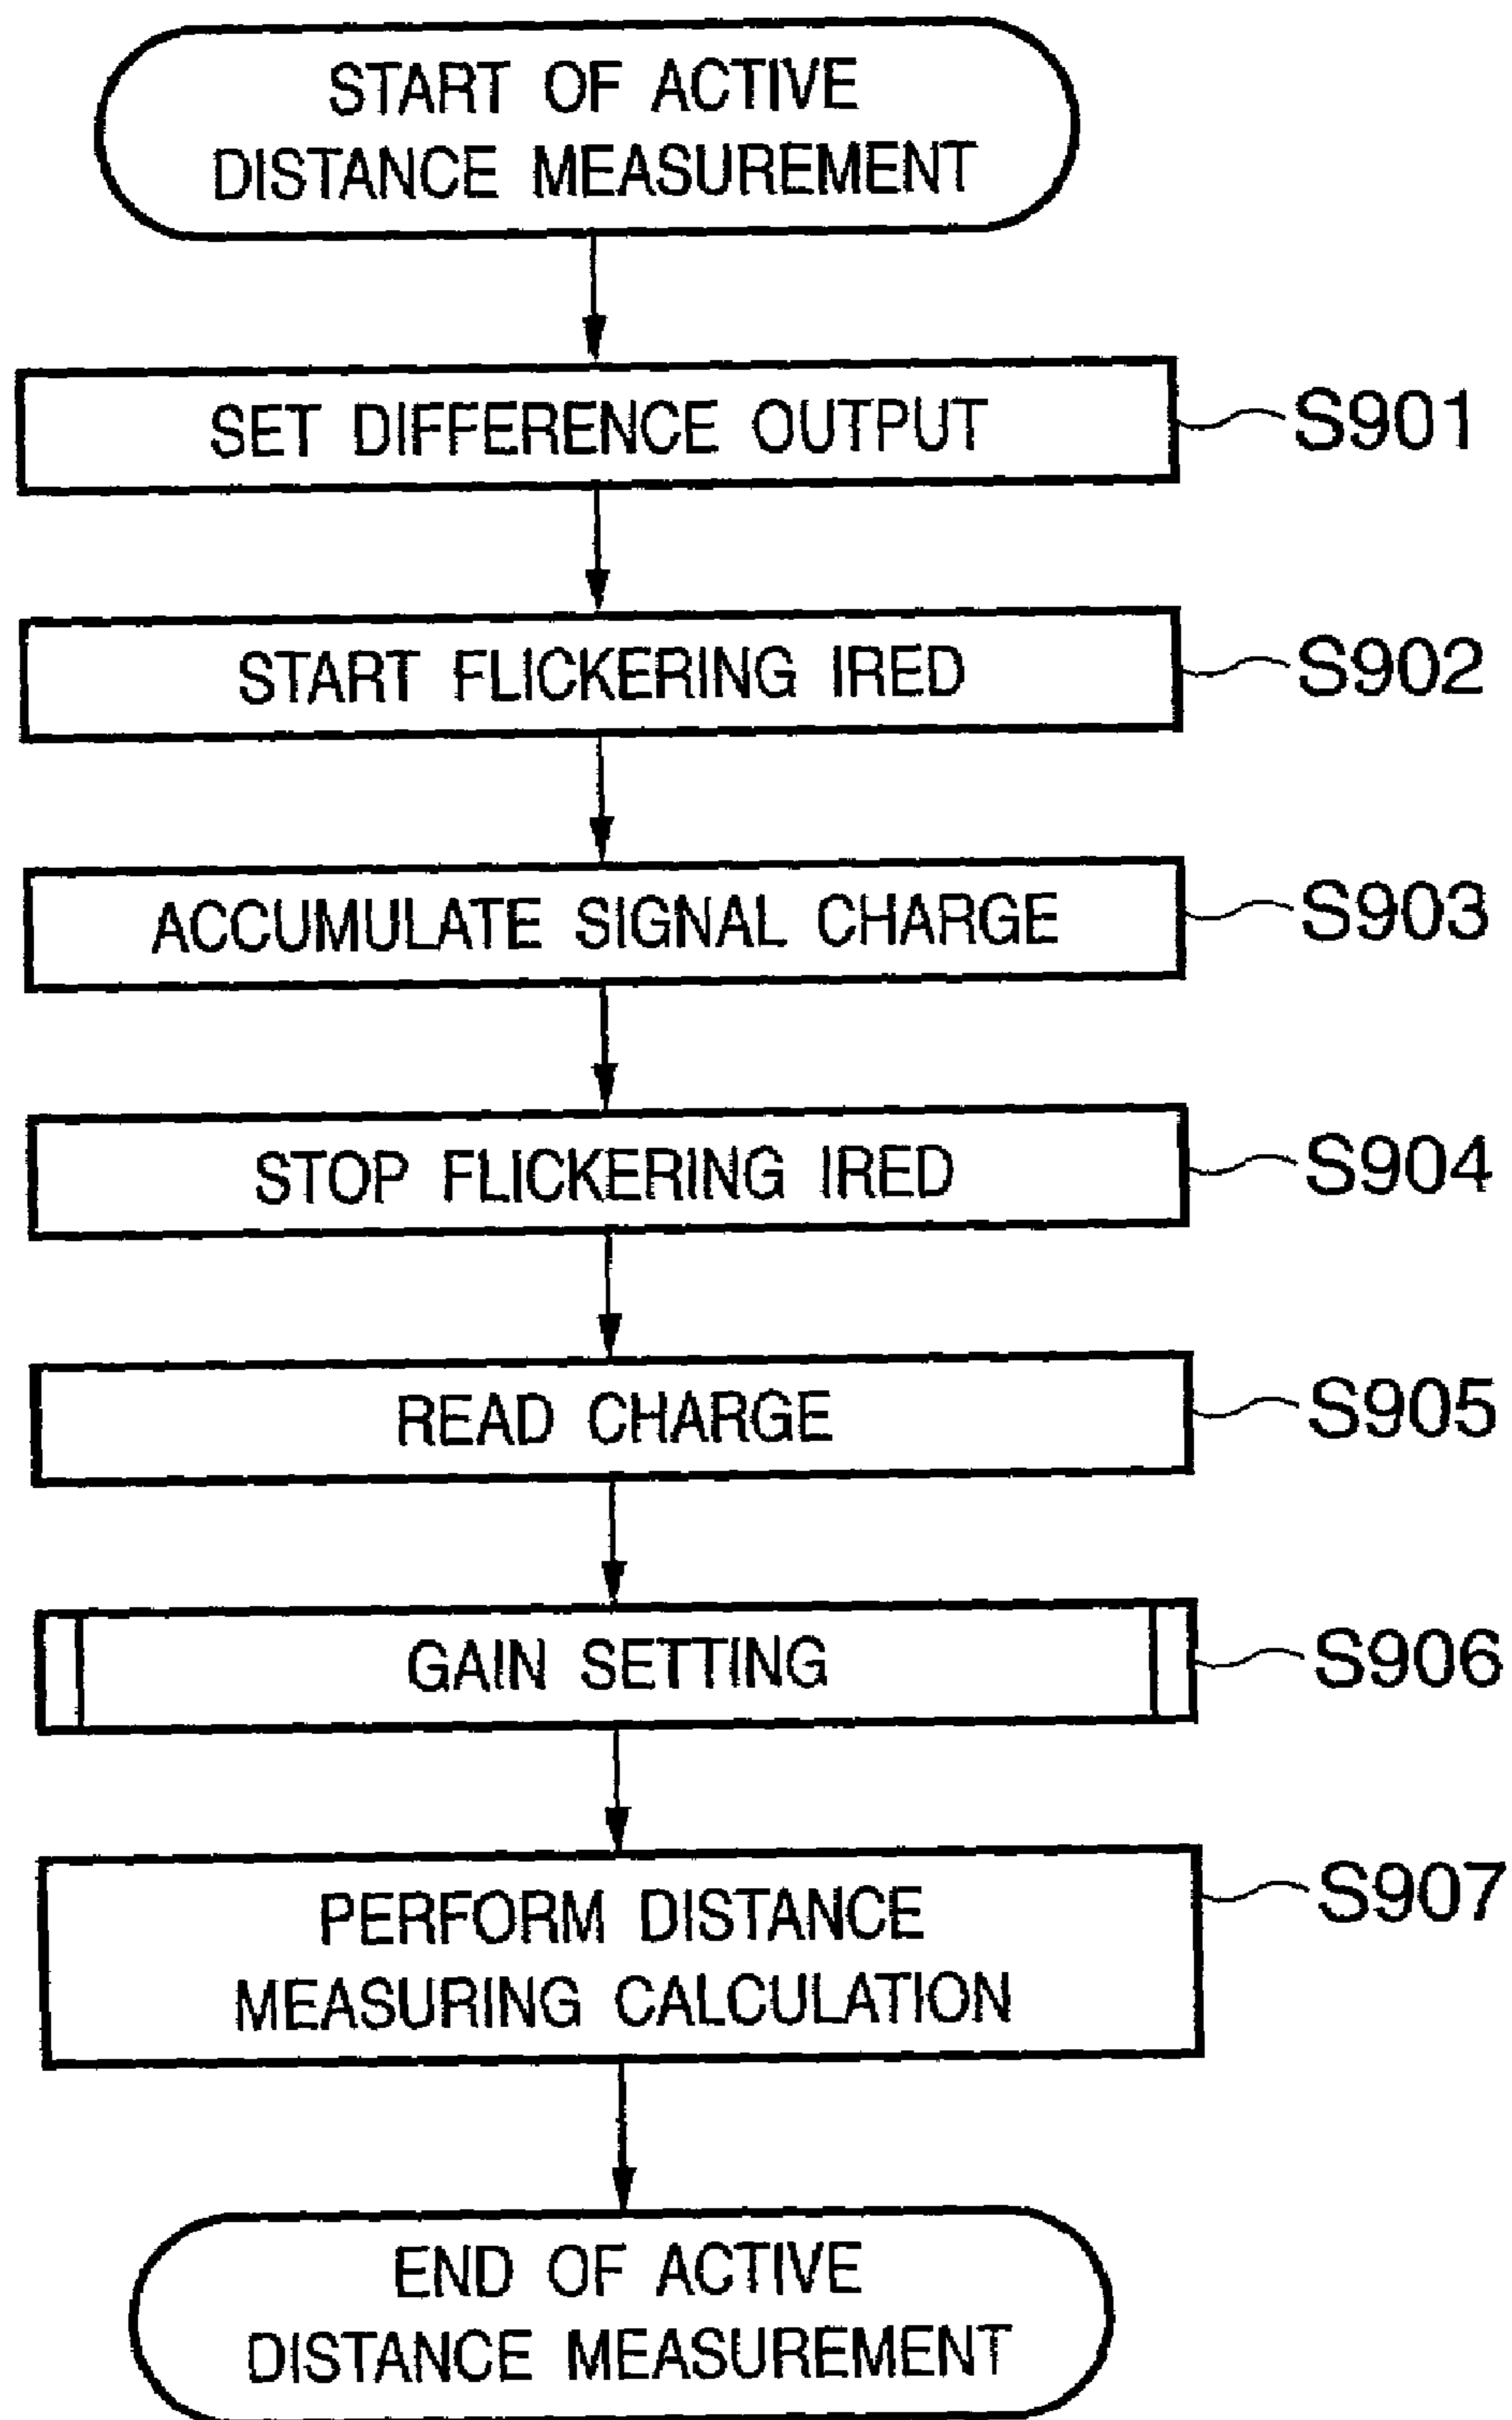 START OF ACTIVE
DISTANCE MEASUREMENT
SET DIFFERENCE OUTPUT
S901
START FLICKERING IRED
S902
ACCUMULATE SIGNAL CHARGE
S903
STOP FLICKERING IRED
S904
READ CHARGE
S905
GAIN SETTING
S906
PERFORM DISTANCE
MEASURING CALCULATION
S907
END OF ACTIVE
DISTANCE MEASUREMENT